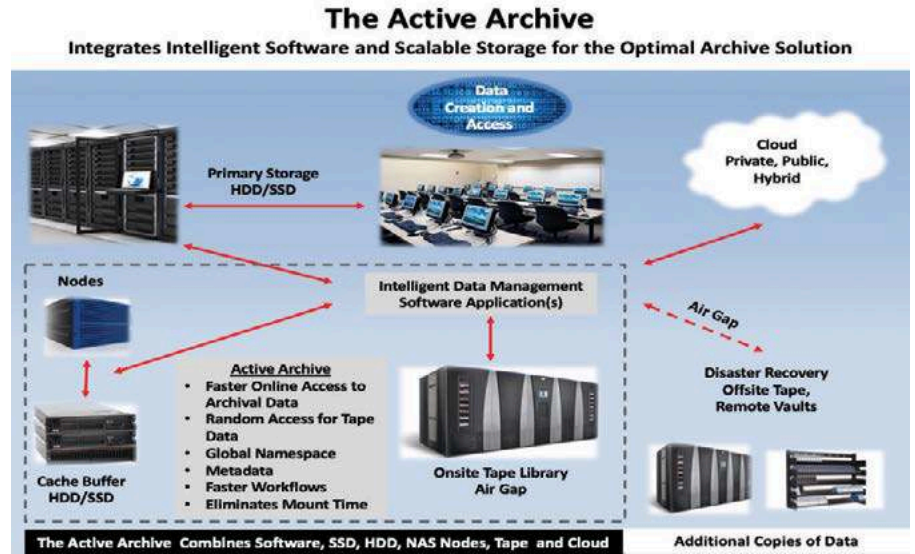 The Active Archive
Integrates Intelligent Software and Scalable Storage for the Optimal Archive Solution
Data
Creation and
Access
Primary Storage
HDD/SSD
Cloud
Private, Public,
Hybrid
Nodes
Intelligent Data Management
Software Application(s)
Air Gap
Active Archive
• Faster Online Access to
Archival Data
• Random Access for Tape
Data
• Global Namespace
• Metadata
• Faster Workflows
• Eliminates Mount Time
Disaster Recovery
Offsite Tape,
Remote Vaults
Cache Buffer
HDD/SSD
Onsite Tape Library
Air Gap
The Active Archive Combines Software, SSD, HDD, NAS Nodes, Tape and Cloud
Additional Copies of Data